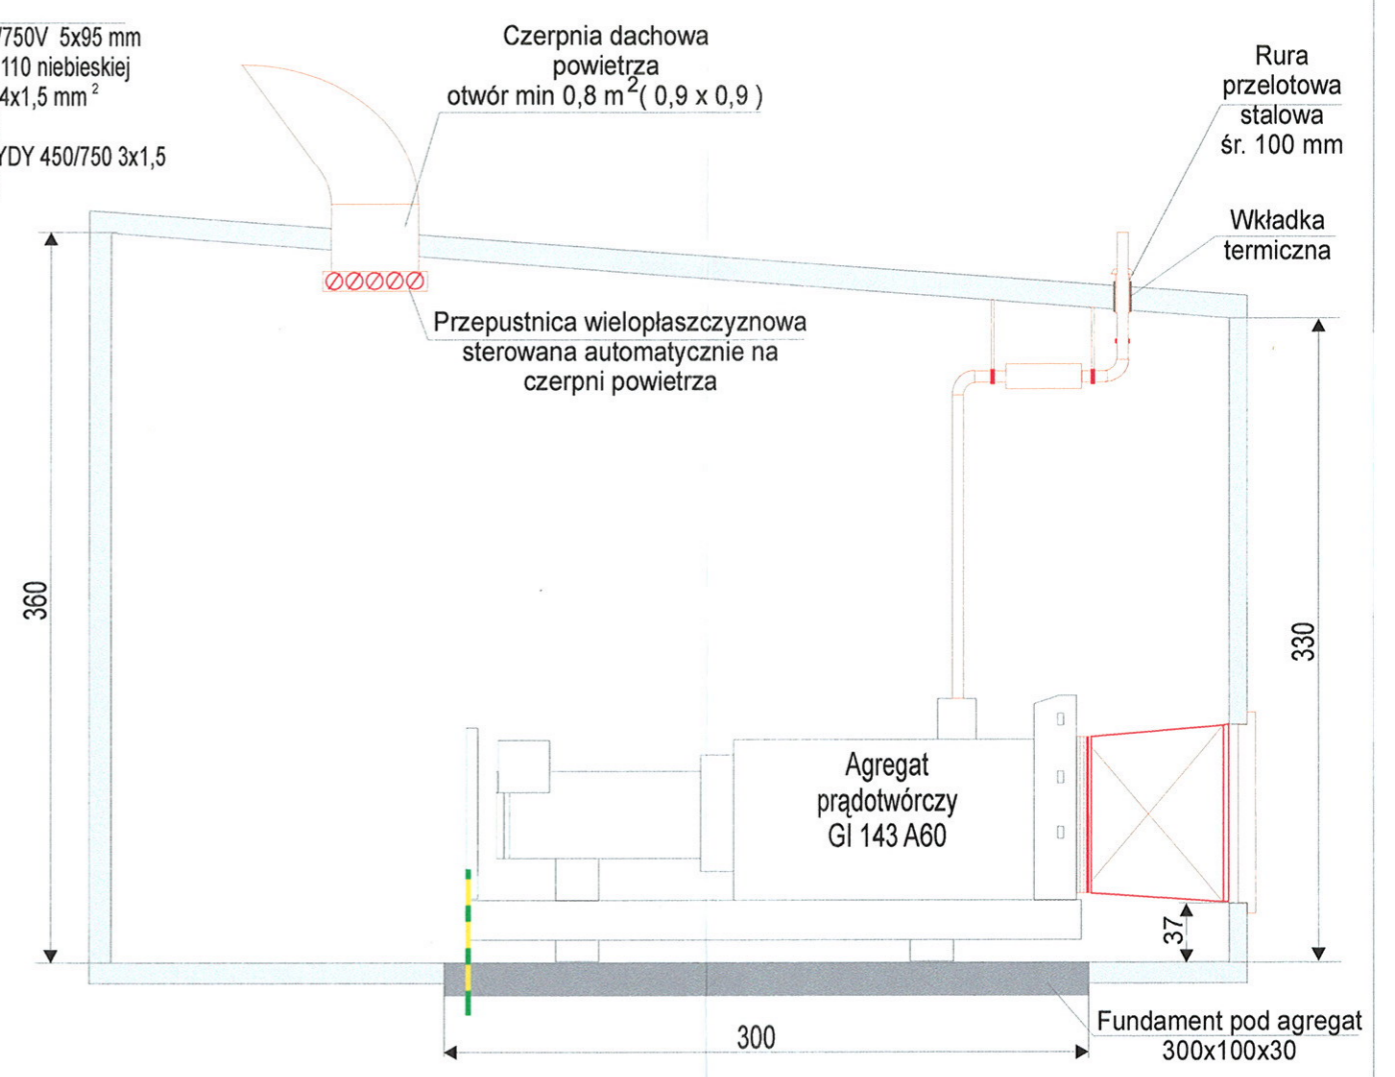 /750V 5x95 mm
110 niebieskiej
4x1,5 mm ²
YDY 450/750 3x1,5
Czerpnia dachowa
powietrza
otwór min 0,8 m²( 0,9 x 0,9 )
Rura
przelotowa
stalowa
śr. 100 mm
Wkładka
termiczna
Przepustnica wielopłaszczyznowa
sterowana automatycznie na
czerpni powietrza
360
330
Agregat
prądotwórczy
GI 143 A60
37
300
Fundament pod agregat
300x100x30